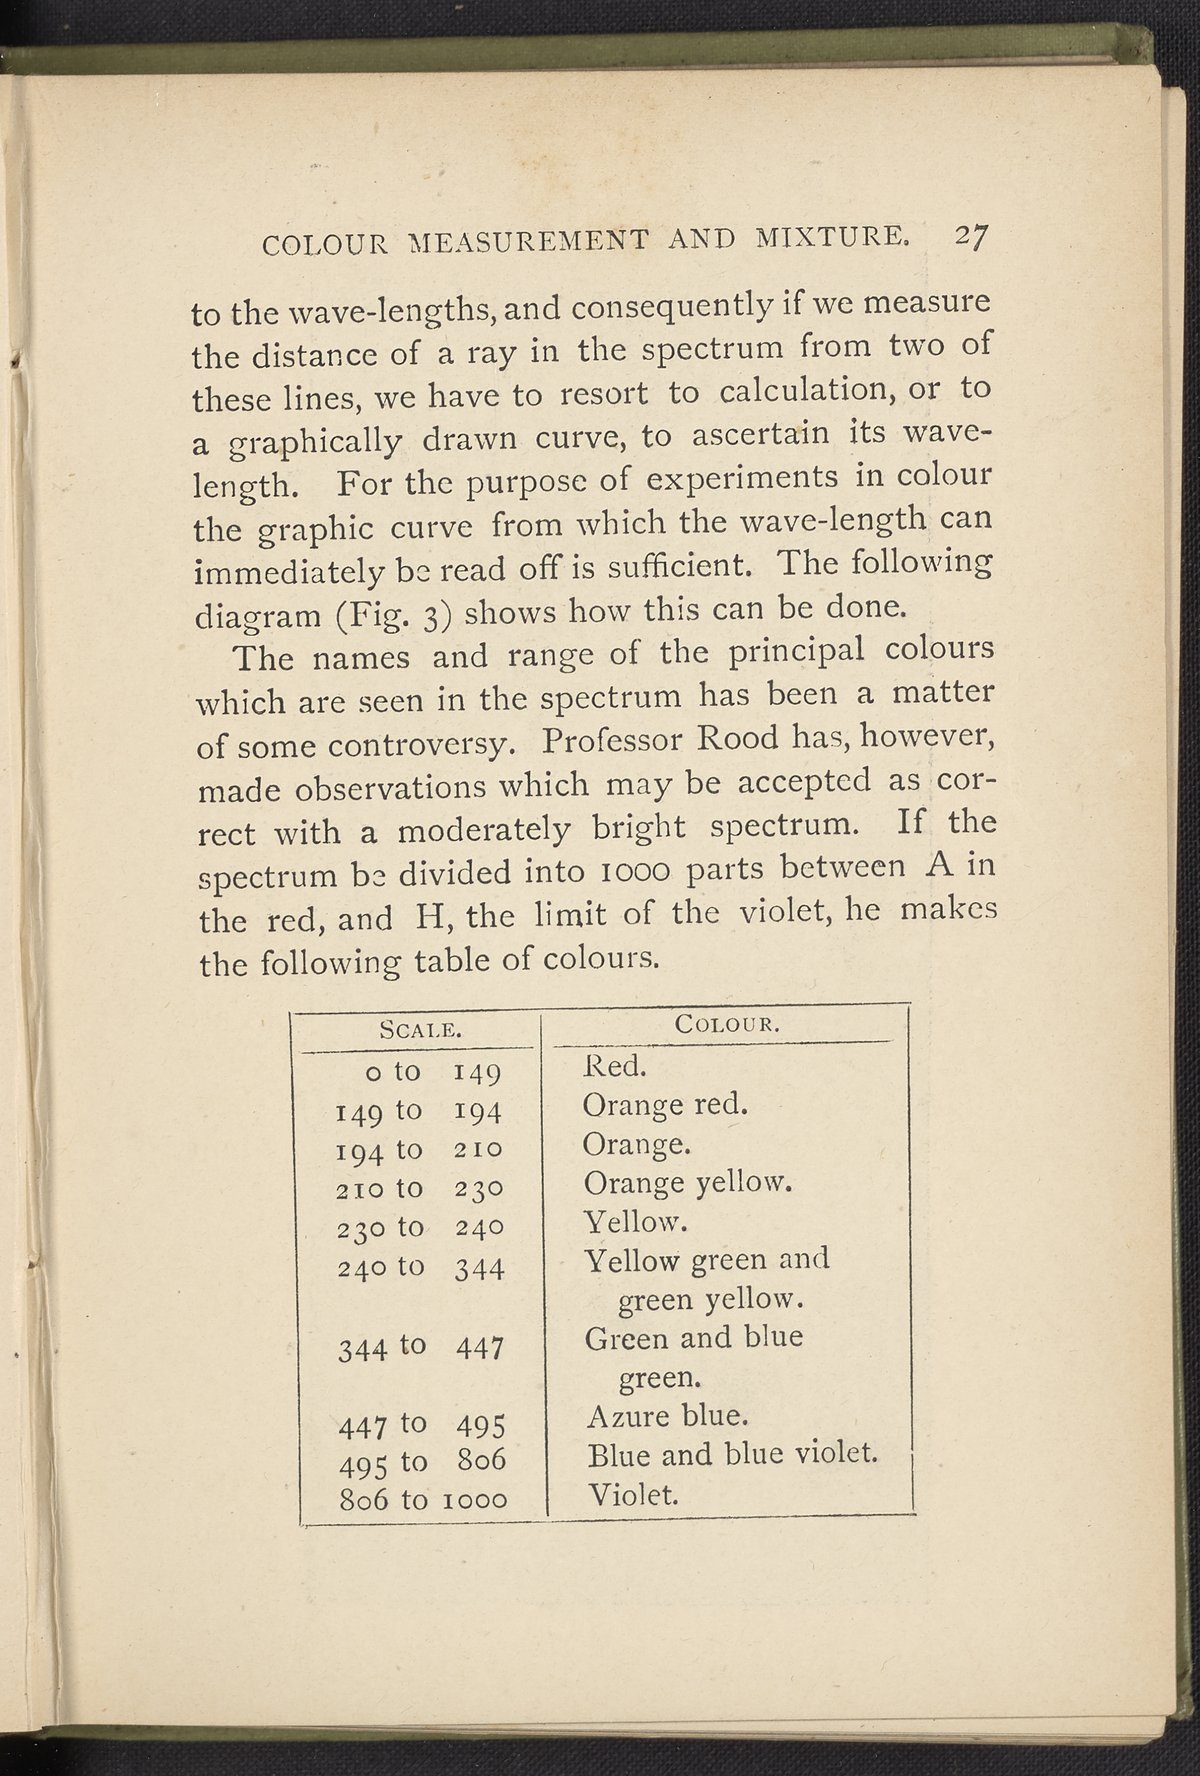 COLOUR MEASUREMENT AND MIXTURE. 27
to the wave-lengths, and consequently if we measure
the distance of a ray in the spectrum from two of
these lines, we have to resort to calculation, or to
a graphically drawn curve, to ascertain its wave-
length. For the purpose of experiments in colour
the graphic curve from which the wave-length can
immediately be read off is sufficient. The following
diagram (Fig. 3) shows how this can be done.
The names and range of the principal colours
which are seen in the spectrum has been a matter
of some controversy. Professor Rood has, however,
made observations which may be accepted as cor-
rect with a moderately bright spectrum. If the
spectrum be divided into 1000 parts between A in
the red, and H, the limit of the violet, he makes
the following table of colours.
SCALE. COLOUR.
0 to 149 Red.
149 to 194 Orange red.
194 to 210 Orange.
210 to 230 Orange yellow.
230 to 240 Yellow.
240 to 344 Yellow green and
green yellow.
344 to 447 Green and blue
green.
447 to 495 Azure blue.
495 to 806 Blue and blue violet.
806 to 1000 Violet.